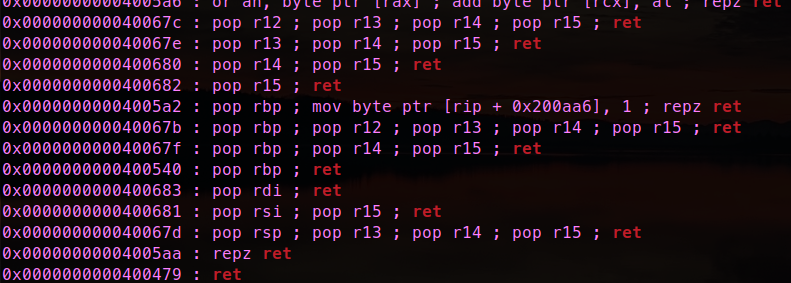 0x00000000004005a6 : or ah, byte ptr [rax] ; add byte ptr [rcx], al ; repz ret
0x000000000040067c : pop r12 ; pop r13 ; pop r14 ; pop r15 ; ret
0x000000000040067e : pop r13 ; pop r14 ; pop r15 ; ret
0x0000000000400680 : pop r14 ; pop r15 ; ret
0x0000000000400682 : pop r15 ; ret
0x00000000004005a2 : pop rbp ; mov byte ptr [rip + 0x200aa6], 1 ; repz ret
0x000000000040067b : pop rbp ; pop r12 ; pop r13 ; pop r14 ; pop r15 ; ret
0x000000000040067f : pop rbp ; pop r14 ; pop r15 ; ret
0x0000000000400540 : pop rbp ; ret
0x0000000000400683 : pop rdi ; ret
0x0000000000400681 : pop rsi ; pop r15 ; ret
0x000000000040067d : pop rsp ; pop r13 ; pop r14 ; pop r15 ; ret
0x00000000004005aa : repz ret
0x0000000000400479 : ret